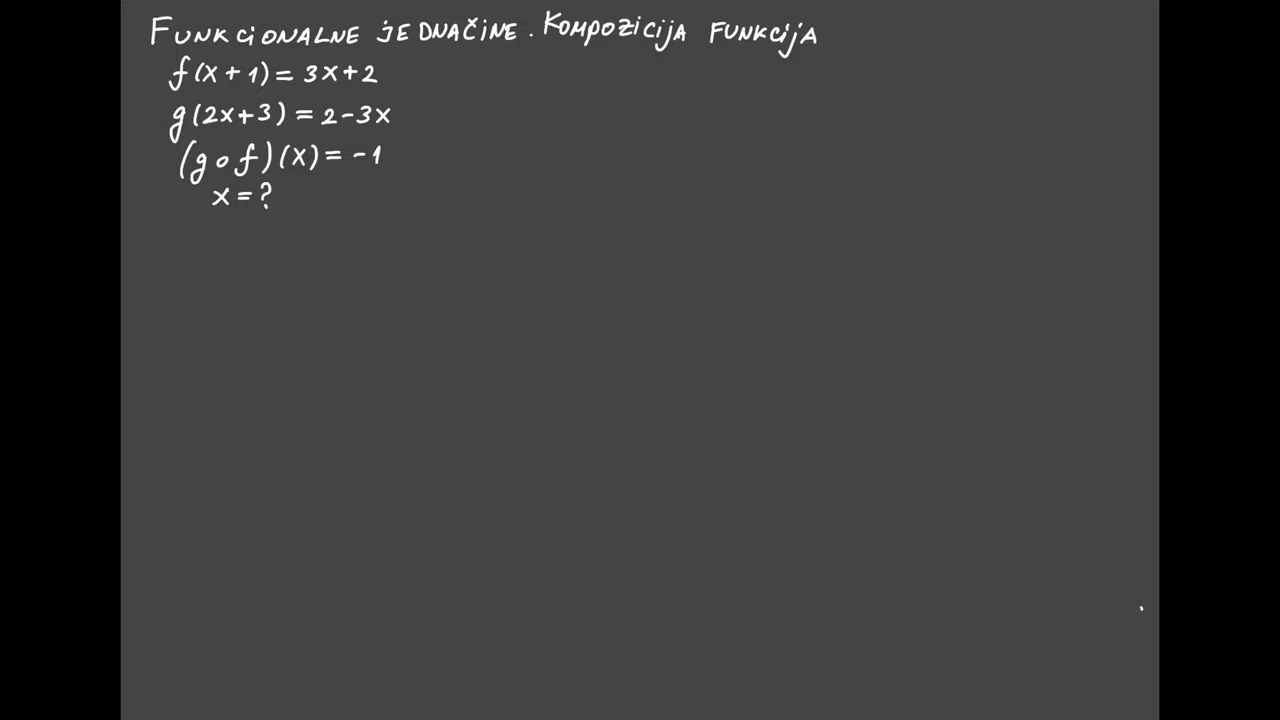 FUNKCIONALNE JEDNAČINE. KOMPOZICIJA FUNKCIJA
f(x+1)=3x+2
g(2x+3)=2-3x
(g∘f)(x)=-1
x=?